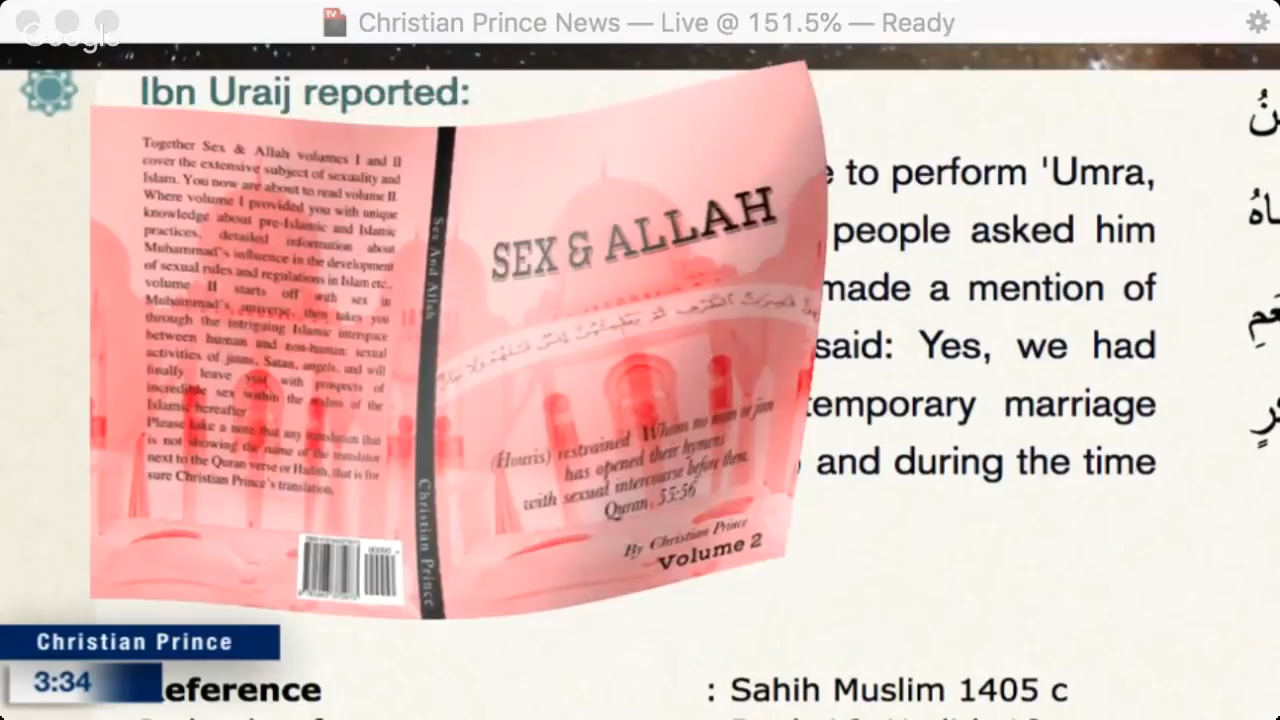 Christian Prince News — Live @ 151.5% — Ready
Google
Ibn Uraij reported:
to perform 'Umra,
people asked him
made a mention of
said: Yes, we had
temporary marriage
and during the time
Together Sex & Allah volumes I and II
cover the extensive subject of sexuality and
Islam. You now are about to read volume II.
Where volume I provided you with unique
knowledge about pre-Islamic and Islamic
practices, detailed information about
Muhammad's influence in the development
of sexual rules and regulations in Islam etc.,
volume II starts off with sex in
Muhammad's universe, then takes you
through the intriguing Islamic interspace
between human and non-human: sexual
activities of jinns, Satan, angels, and will
finally leave you with prospects of
incredible sex within the realms of the
Islamic hereafter
Please take a note that any translation that
is not showing the name of the translator
next to the Quran verse or Hadith, that is for
sure Christian Prince's translation.
Sex And Allah
Christian Prince
SEX & ALLAH
(Houris) restrained Whom no man or jinn
has opened their hymens
with sexual intercourse before then.
Quran, 55:56
By Christian Prince
Volume 2
Christian Prince
3:34
eference
: Sahih Muslim 1405 c